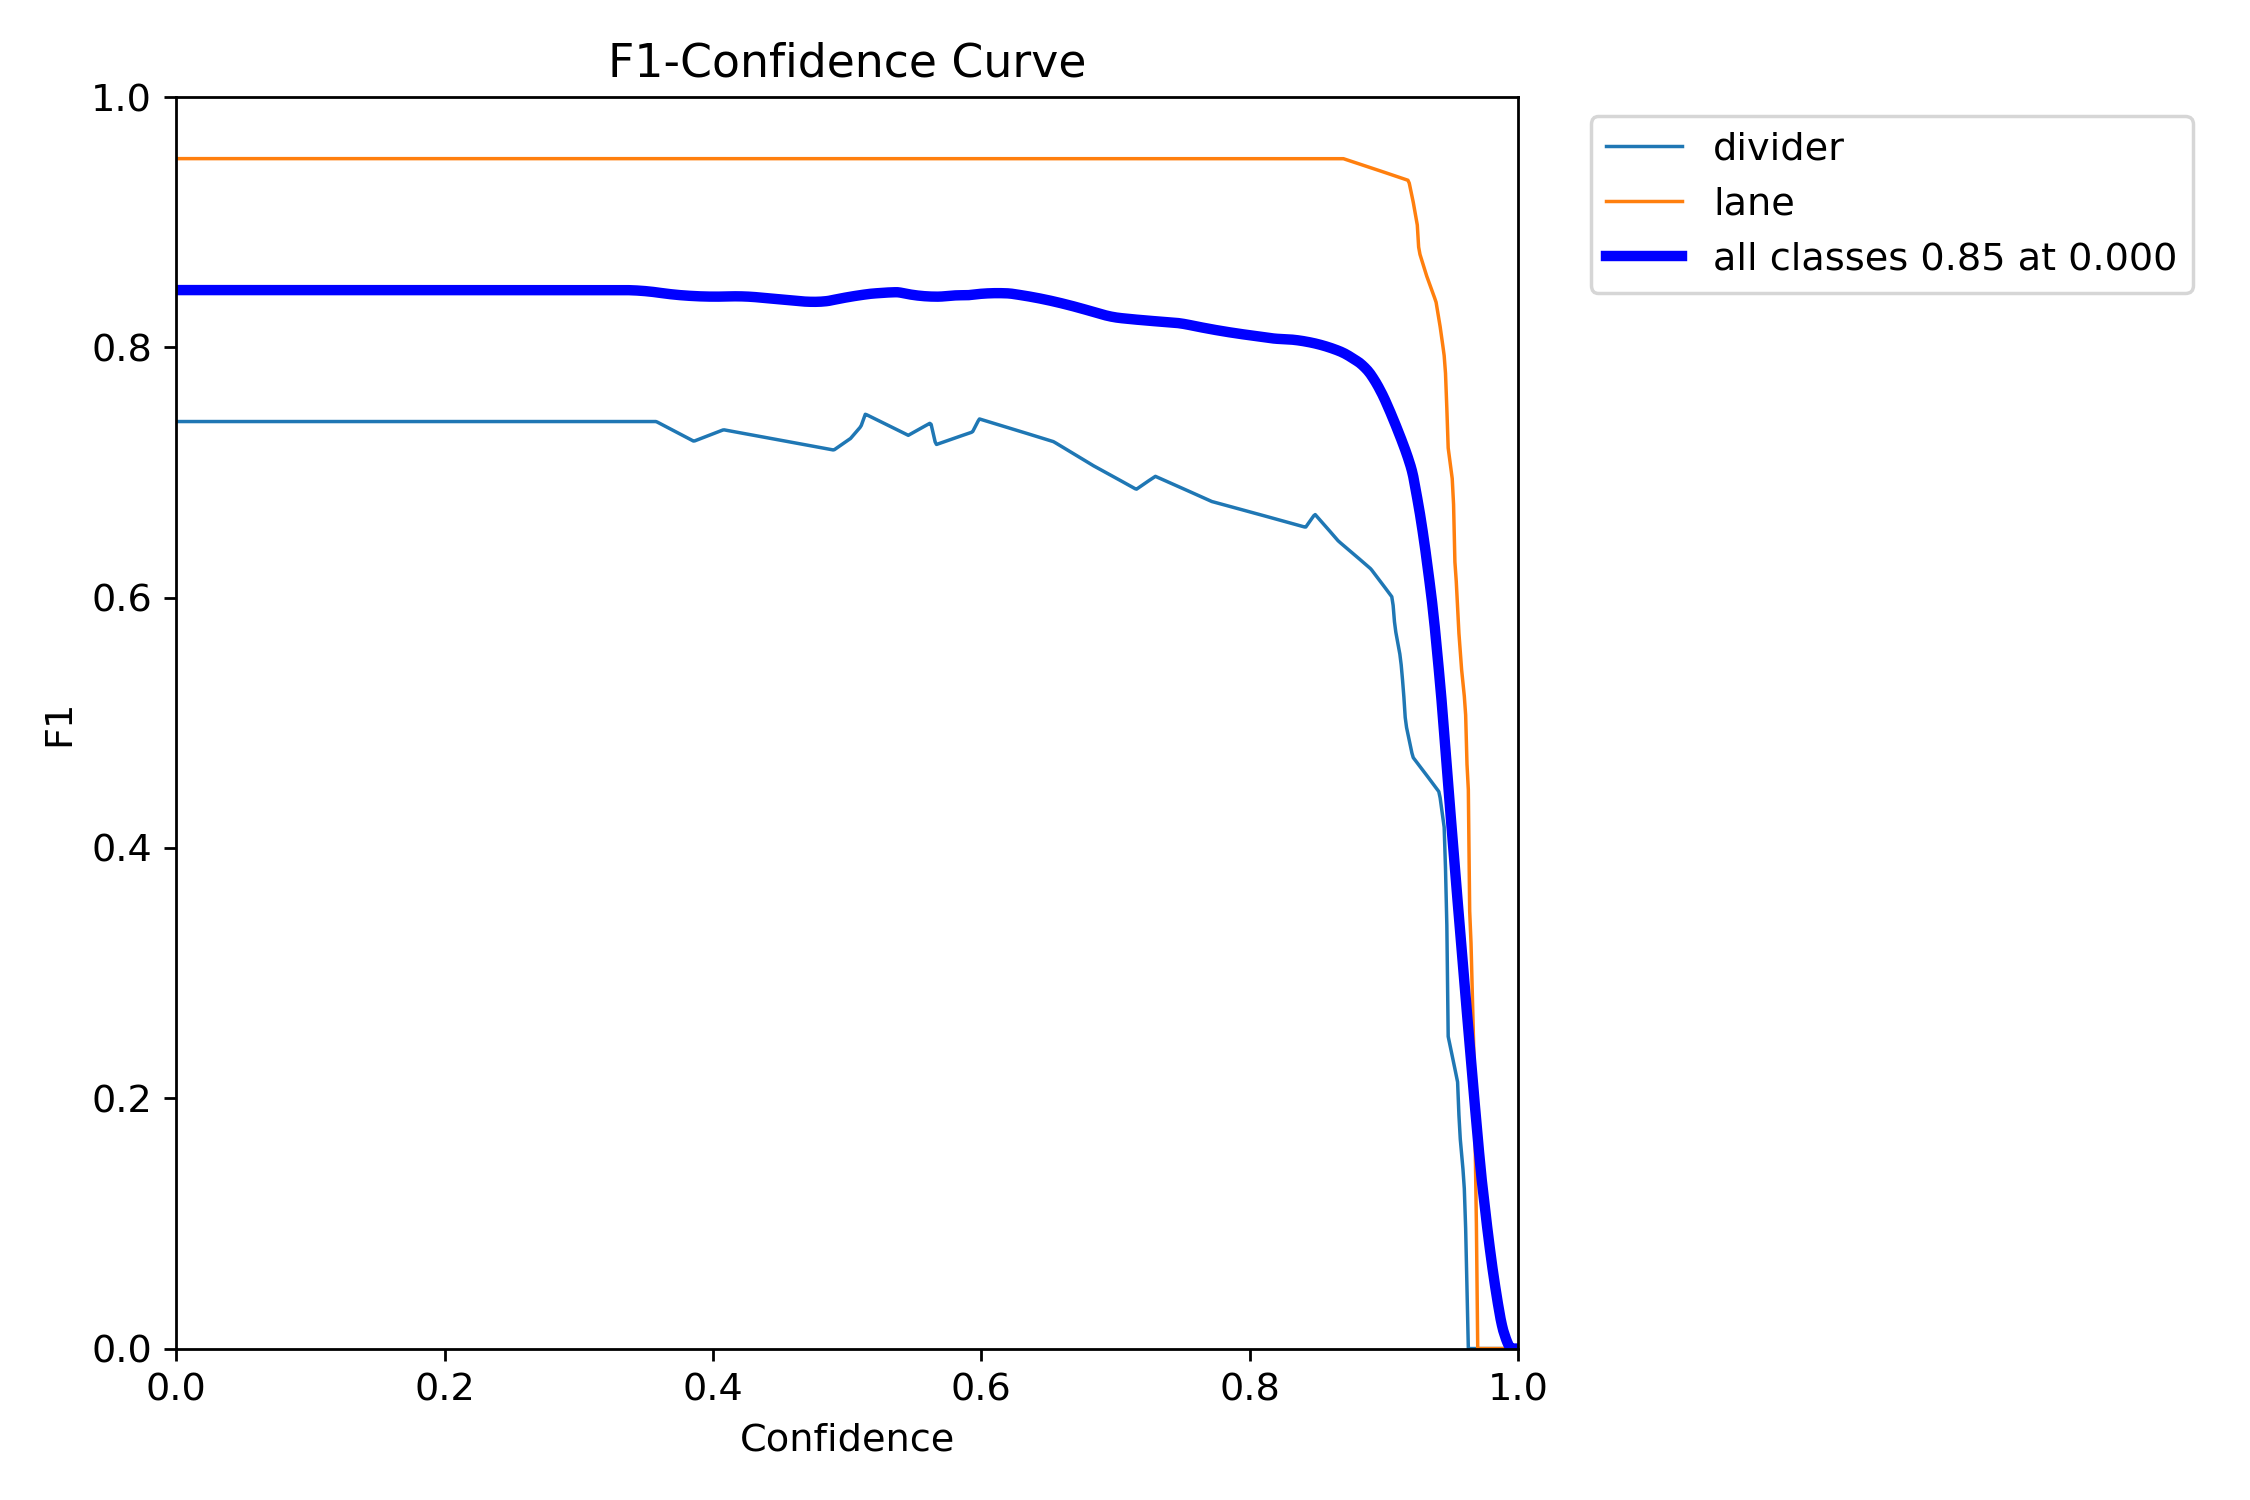 F1-Confidence Curve
1.0
0.8
0.6
0.4
0.2
0.0
F1
0.0 0.2 0.4 0.6 0.8 1.0
Confidence
divider
lane
all classes 0.85 at 0.000